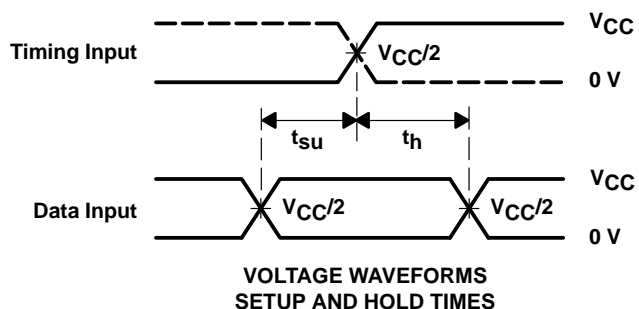 VCC
Timing Input
VCC/2
0 V
tsu
th
VCC
Data Input
VCC/2
VCC/2
0 V
VOLTAGE WAVEFORMS
SETUP AND HOLD TIMES